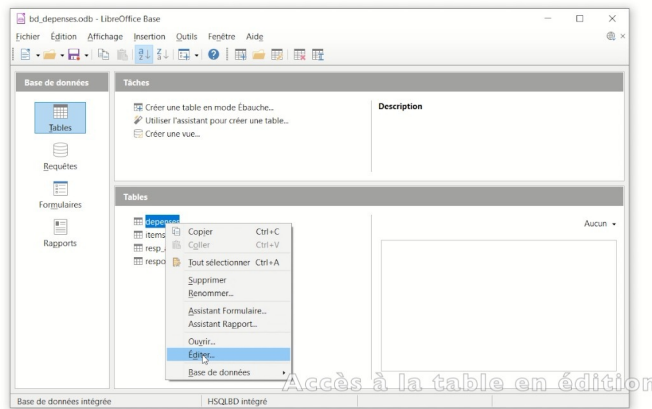 bd_depenses.odb - LibreOffice Base
Fichier Édition Affichage Insertion Outils Fenêtre Aide
Base de données
Tâches
Tables
Requêtes
Formulaires
Rapports
Créer une table en mode Ébauche...
Utiliser l'assistant pour créer une table...
Créer une vue...
Description
Tables
depenses
items
resp_
respo
Aucun
Copier Ctrl+C
Coller Ctrl+V
Tout sélectionner Ctrl+A
Supprimer
Renommer...
Assistant Formulaire...
Assistant Rapport...
Ouvrir...
Éditer...
Base de données
Accès à la table en édition
Base de données intégrée
HSQLBD intégré